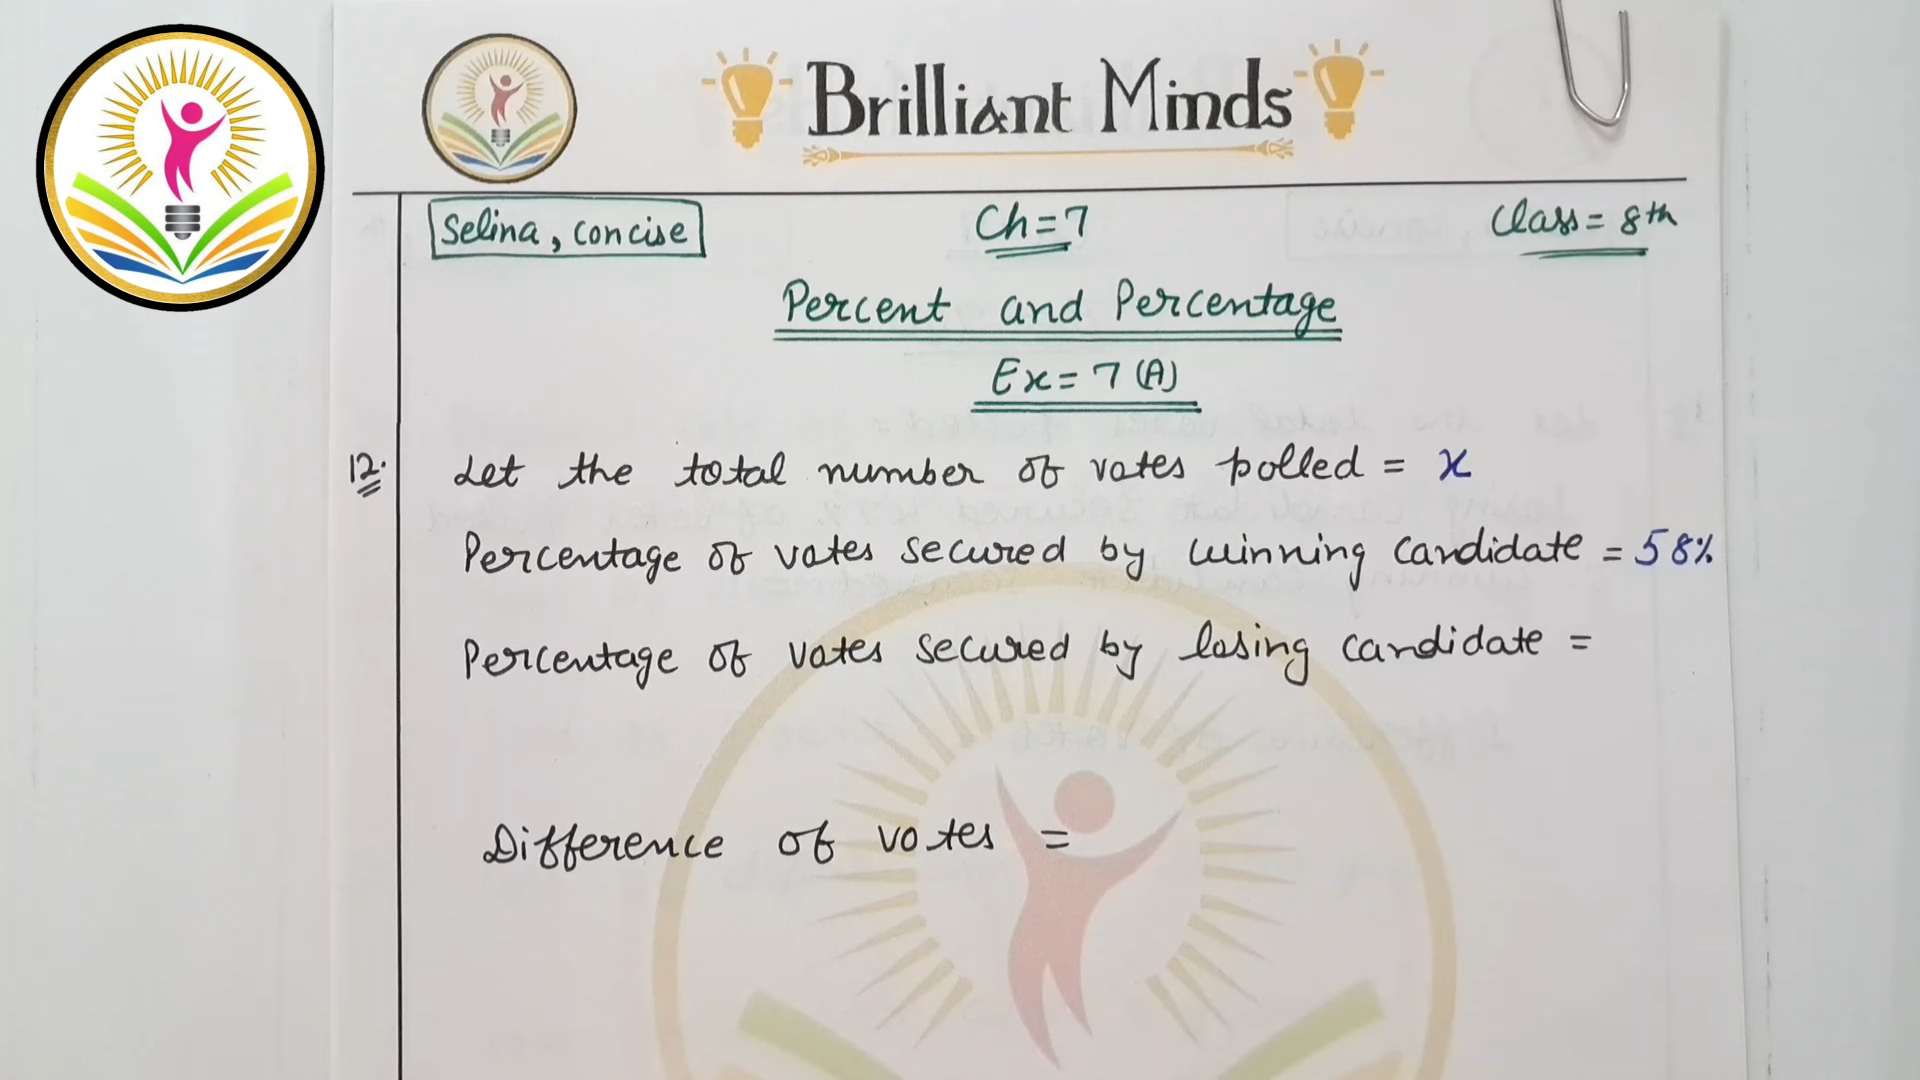 Brilliant Minds
Selina, concise
Ch = 7
Class = 8th
Percent and Percentage
Ex = 7 (A)
12. Let the total number of votes polled = x
Percentage of votes secured by winning candidate = 58%
Percentage of votes secured by losing candidate =
Difference of votes =